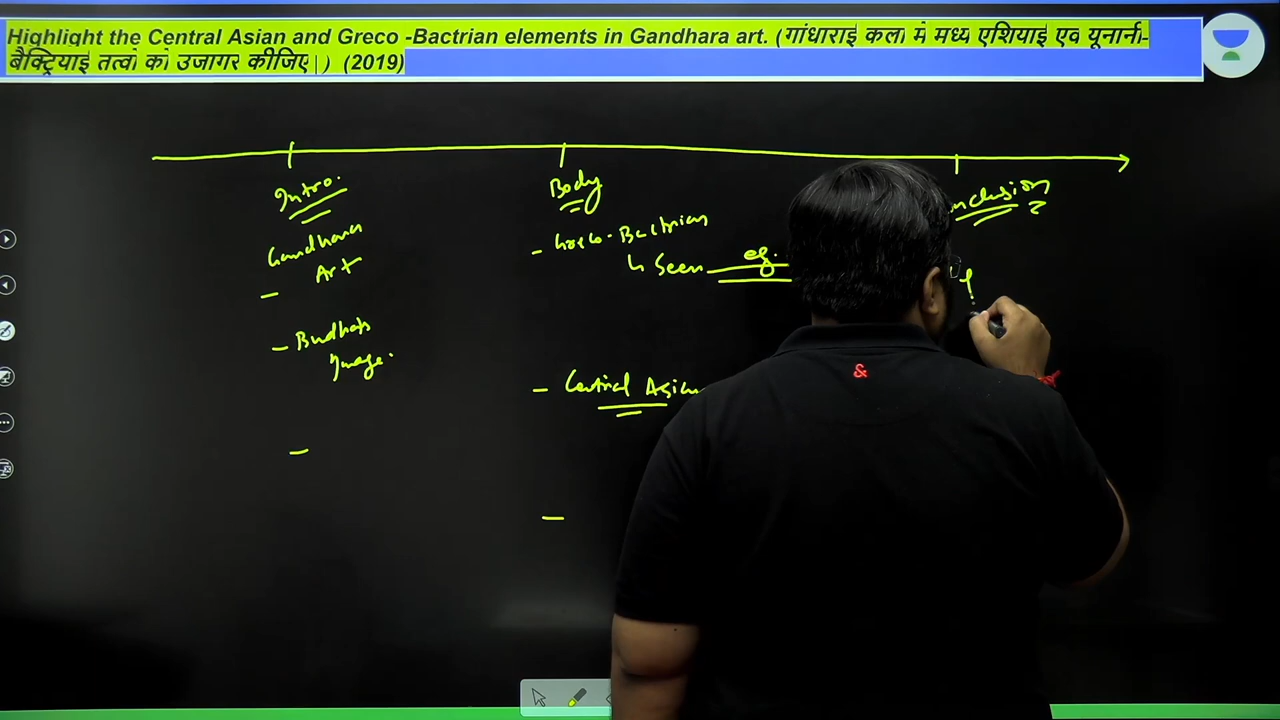 Highlight the Central Asian and Greco -Bactrian elements in Gandhara art. (गांधाराई कला में मध्य एशियाई एवं यूनानी-
बैक्ट्रियाई तत्वों को उजागर कीजिए।) (2019)
Intro.
Body
nclusion
Gandhara
Art
- Greco-Bactrian
↳ Seen
eg.
- Budhats
Image.
- Central Asian
&